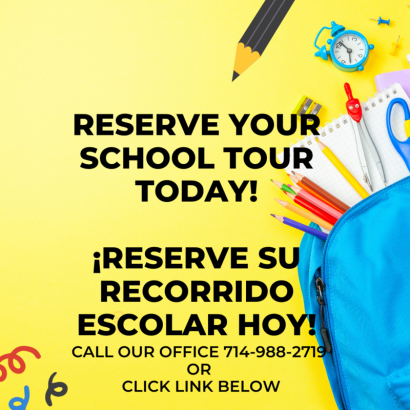 RESERVE YOUR
SCHOOL TOUR
TODAY!
¡RESERVE SU
RECORRIDO
ESCOLAR HOY!
CALL OUR OFFICE 714-988-2719
OR
CLICK LINK BELOW